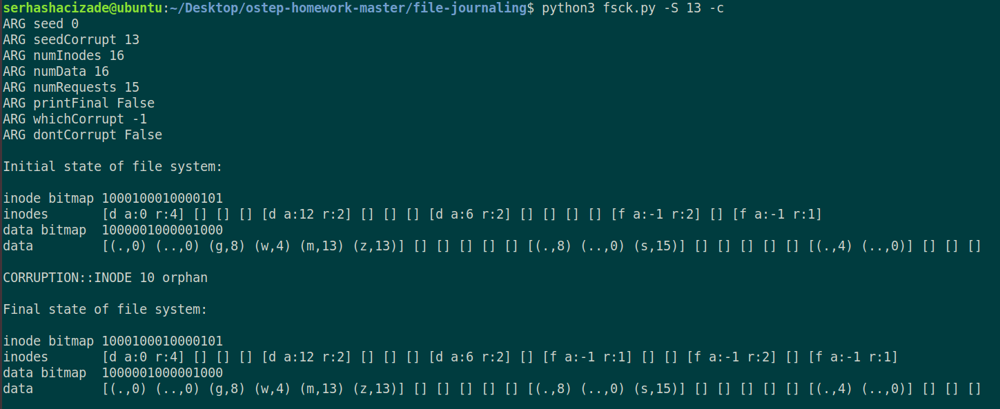 serhashacizade@ubuntu:~/Desktop/ostep-homework-master/file-journaling$ python3 fsck.py -S 13 -c
ARG seed 0
ARG seedCorrupt 13
ARG numInodes 16
ARG numData 16
ARG numRequests 15
ARG printFinal False
ARG whichCorrupt -1
ARG dontCorrupt False
Initial state of file system:
inode bitmap 1000100010000101
inodes       [d a:0 r:4] [] [] [] [d a:12 r:2] [] [] [] [d a:6 r:2] [] [] [] [] [f a:-1 r:2] [] [f a:-1 r:1]
data bitmap  1000001000001000
data         [(.,0) (..,0) (g,8) (w,4) (m,13) (z,13)] [] [] [] [] [] [(.,8) (..,0) (s,15)] [] [] [] [] [] [(.,4) (..,0)] [] [] []
CORRUPTION::INODE 10 orphan
Final state of file system:
inode bitmap 1000100010000101
inodes       [d a:0 r:4] [] [] [] [d a:12 r:2] [] [] [] [d a:6 r:2] [] [f a:-1 r:1] [] [] [f a:-1 r:2] [] [f a:-1 r:1]
data bitmap  1000001000001000
data         [(.,0) (..,0) (g,8) (w,4) (m,13) (z,13)] [] [] [] [] [] [(.,8) (..,0) (s,15)] [] [] [] [] [] [(.,4) (..,0)] [] [] []